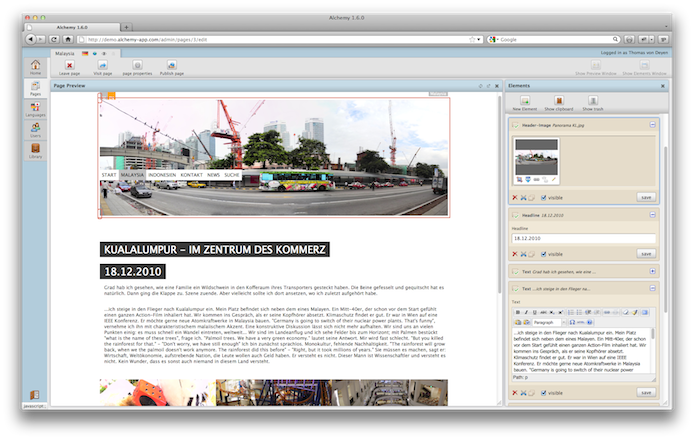 Alchemy 1.6.0
Alchemy 1.6.0
http://demo.alchemy-app.com/admin/pages/1/edit
Google
Malaysia
Logged in as Thomas von Deyen
Home
Pages
Languages
Users
Library
Leave page
Visit page
page properties
Publish page
Show Preview Window
Show Elements Window
Page Preview
START MALAYSIA INDONESIEN KONTAKT NEWS SUCHE
KUALALUMPUR - IM ZENTRUM DES KOMMERZ
18.12.2010
Grad hab ich gesehen, wie eine Familie ein Wildschwein in den Kofferaum ihres Transporters gesteckt haben. Die Beine gefesselt und gequitscht hat es
natürlich. Dann ging die Klappe zu. Szene zuende. Aber vielleicht sollte ich dom ansetzen, wo ich zuletzt aufgehört habe.
...ich steige in den Flieger nach Kualalumpur ein. Mein Platz befindet sich neben dem eines Malayen. Ein Mitt-40er, der schon vor dem Start gefühlt
einen ganzen Action-Film inhaliert hat. Wir kommen ins Gespräch, als er seine Kopfhörer absetzt. Klimaschutz findet er gut. Er war in Wien auf eine
IEEE Konferenz. Er möchte gerne neue Atomkraftwerke in Malaysia bauen. "Germany is going to switch of their nuclear power plants. That's funny",
vernehme ich ihn mit charakteristischem malaiischem Akzent. Eine konstruktive Diskussion lässt sich nicht mehr aufhalten. Wir sind uns an vielen
Punkten einig: es muss schnell ein Wandel eintreten, weltweit... Wir sind im Landeanflug und ich sehe Felder bis zum Horizont: mit Palmen bestückt
"what is the name of these trees", frage ich. "Palmoil trees. We have a very green economy." lautet seine Antwort. Mir wird fast schlecht. "But you killed
the rainforest for that." - "Don't worry, we have still enough" ich bin zunächst sprachlos. Monokultur, fehlende Nachhaltigkeit. "The rainforest will grow
back, when we the palmoil doesn't work anymore. The rainforest did this before" - "Right, but it took millions of years." Sie müssen es machen, sagt er:
Wirtschaft, Weltökonomie, aufstrebende Nation, die Leute wollen auch Geld haben. Er versteht es nicht. Dieser Mann ist Wissenschaftler und versteht es
nicht. Kein Wunder, dass es sonst auch niemand in diesem Land versteht.
Elements
New Element
Show clipboard
Show trash
Header-Image Panorama KL.jpg
visible
save
Headline 18.12.2010
Headline
18.12.2010
visible
save
Text Grad hab ich gesehen, wie eine ...
Text ...ich steige in den Flieger na...
Text
Paragraph
...ich steige in den Flieger nach Kualalumpur ein. Mein Platz
befindet sich neben dem eines Malayen. Ein Mitt-40er, der
schon vor dem Start gefühlt einen ganzen Action-Film
inhaliert hat. Wir kommen ins Gespräch, als er seine
Kopfhörer absetzt. Klimaschutz findet er gut. Er war in Wien
auf eine IEEE Konferenz. Er möchte gerne neue
Atomkraftwerke in Malaysia bauen. "Germany is going to
switch of their nuclear power
Path: p